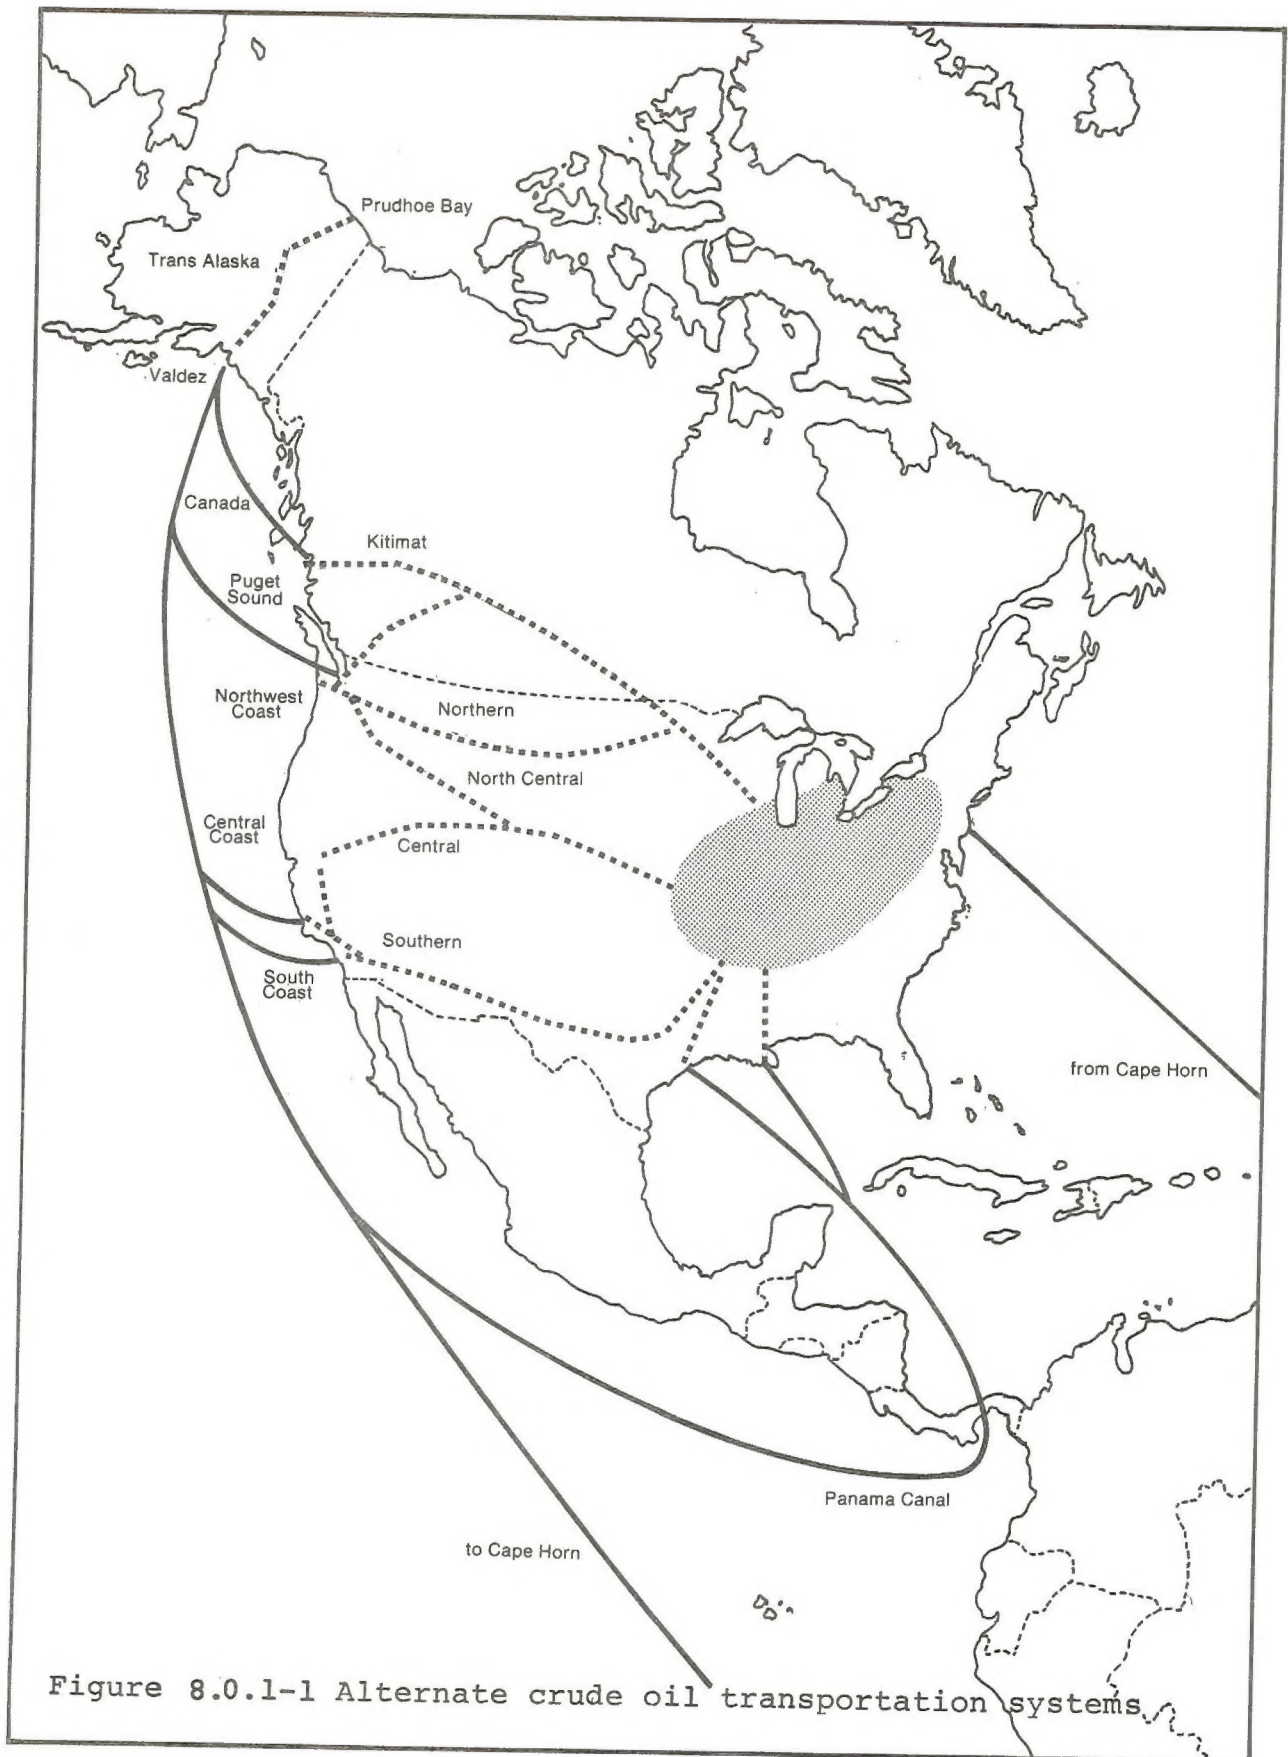 Prudhoe Bay
Trans Alaska
Valdez
Canada
Kitimat
Puget
Sound
Northwest
Coast
Northern
North Central
Central
Coast
Central
Southern
South
Coast
from Cape Horn
Panama Canal
to Cape Horn
Figure 8.0.1-1 Alternate crude oil transportation systems